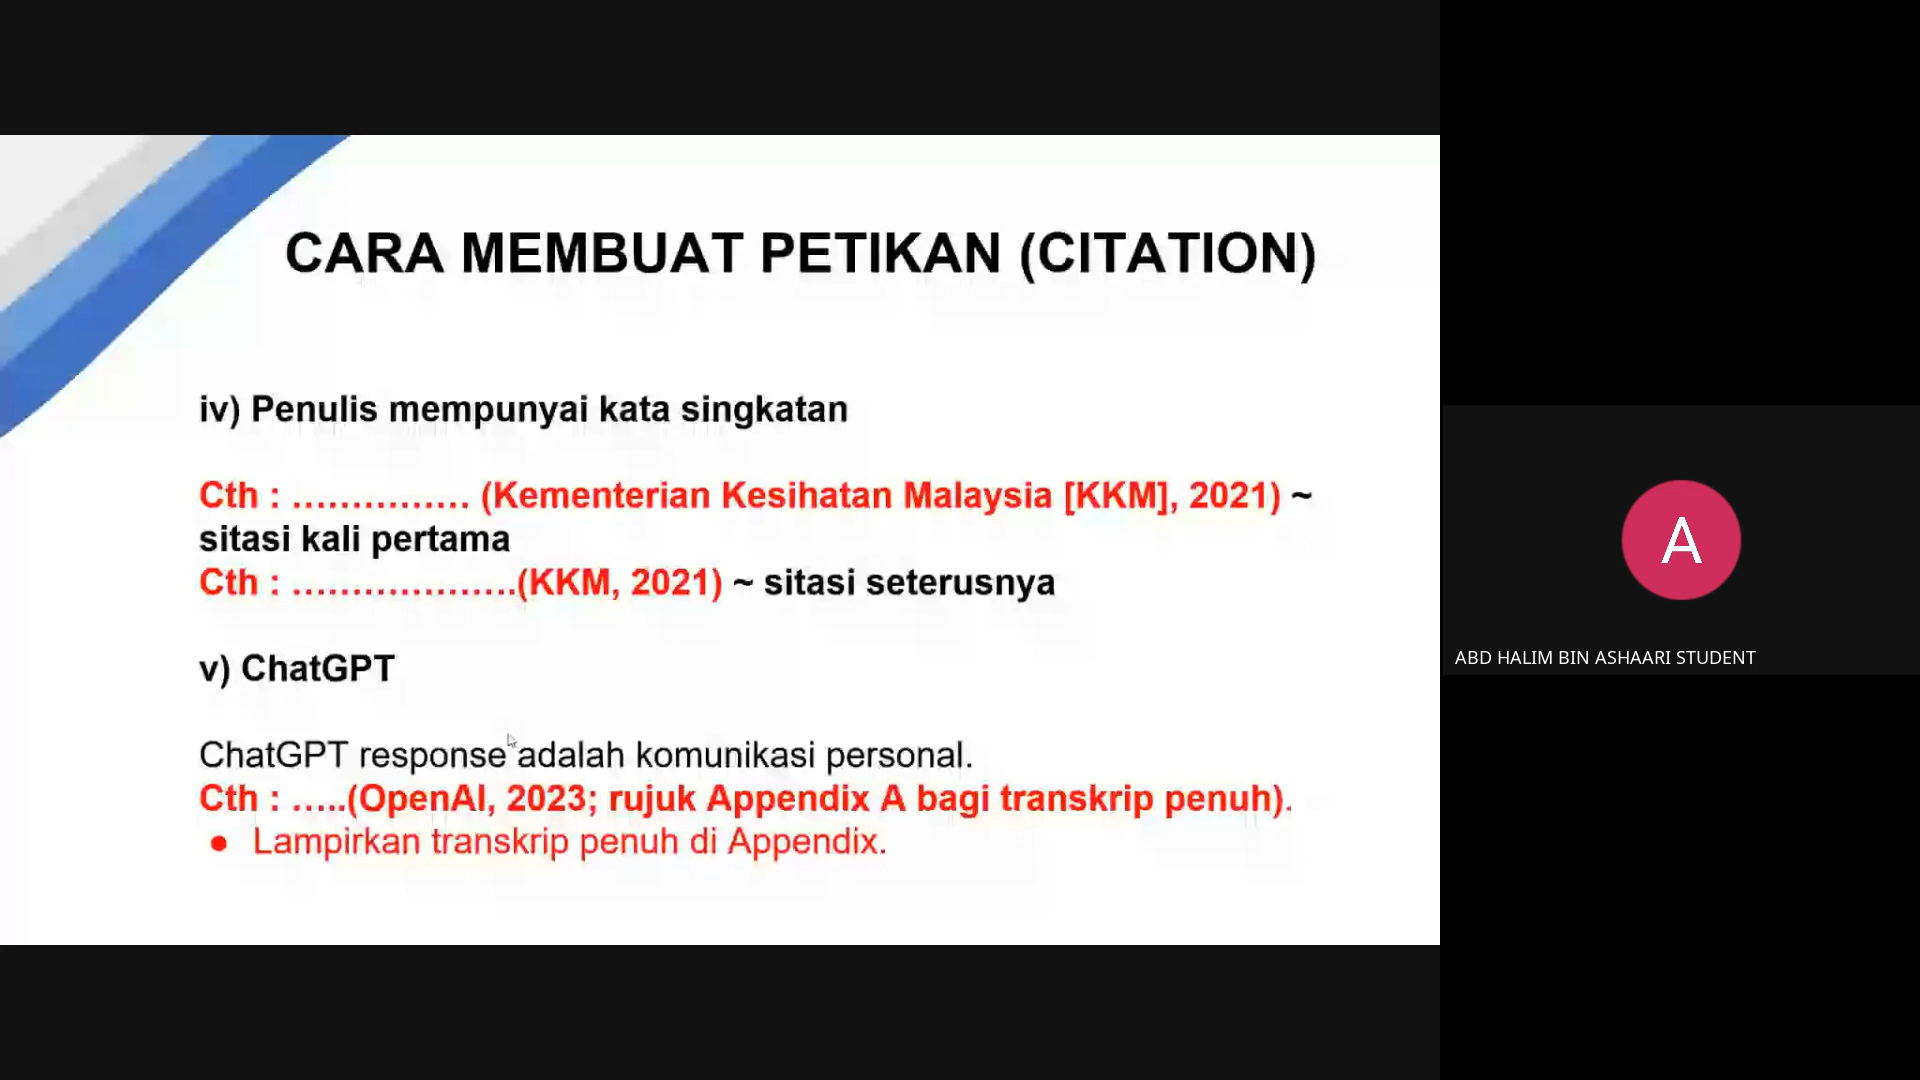 CARA MEMBUAT PETIKAN (CITATION)
iv) Penulis mempunyai kata singkatan
Cth : …………… (Kementerian Kesihatan Malaysia [KKM], 2021) ~
sitasi kali pertama
Cth : ……………….(KKM, 2021) ~ sitasi seterusnya
v) ChatGPT
ChatGPT response adalah komunikasi personal.
Cth : …..(OpenAI, 2023; rujuk Appendix A bagi transkrip penuh).
● Lampirkan transkrip penuh di Appendix.
A
ABD HALIM BIN ASHAARI STUDENT